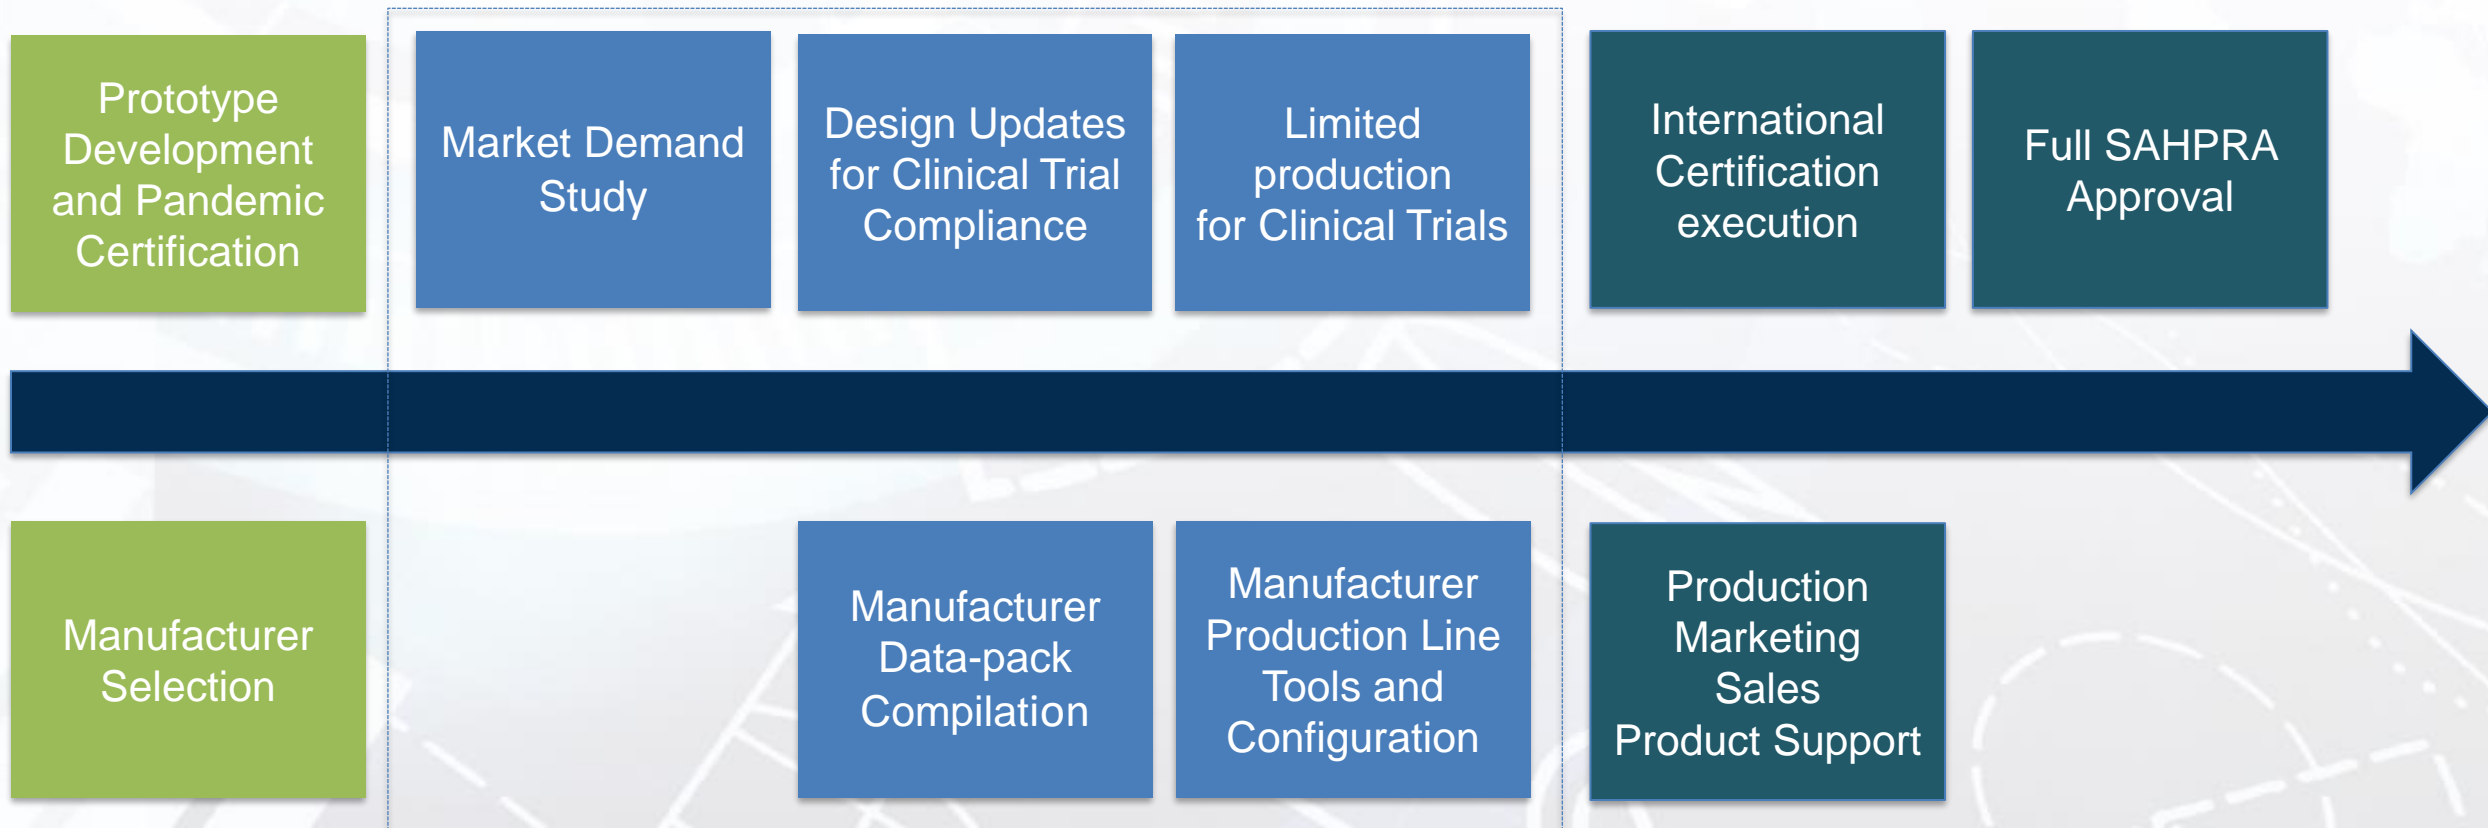 Prototype
Development
and Pandemic
Certification
Market Demand
Study
Design Updates
for Clinical Trial
Compliance
Limited
production
for Clinical Trials
International
Certification
execution
Full SAHPRA
Approval
Manufacturer
Selection
Manufacturer
Data-pack
Compilation
Manufacturer
Production Line
Tools and
Configuration
Production
Marketing
Sales
Product Support